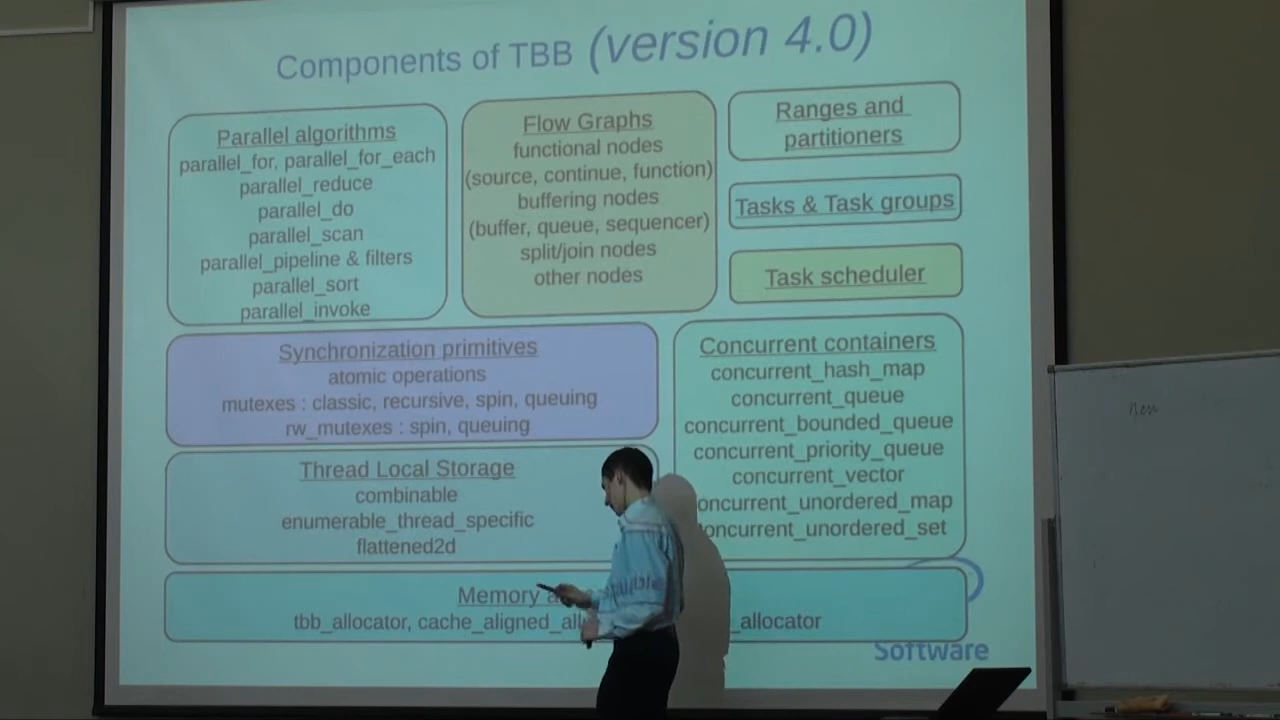 Components of TBB (version 4.0)
Parallel algorithms
parallel_for, parallel_for_each
parallel_reduce
parallel_do
parallel_scan
parallel_pipeline & filters
parallel_sort
parallel_invoke
Flow Graphs
functional nodes
(source, continue, function)
buffering nodes
(buffer, queue, sequencer)
split/join nodes
other nodes
Ranges and
partitioners
Tasks & Task groups
Task scheduler
Synchronization primitives
atomic operations
mutexes : classic, recursive, spin, queuing
rw_mutexes : spin, queuing
Thread Local Storage
combinable
enumerable_thread_specific
flattened2d
Concurrent containers
concurrent_hash_map
concurrent_queue
concurrent_bounded_queue
concurrent_priority_queue
concurrent_vector
oncurrent_unordered_map
oncurrent_unordered_set
Memory
tbb_allocator, cache_aligned_all _allocator
Software